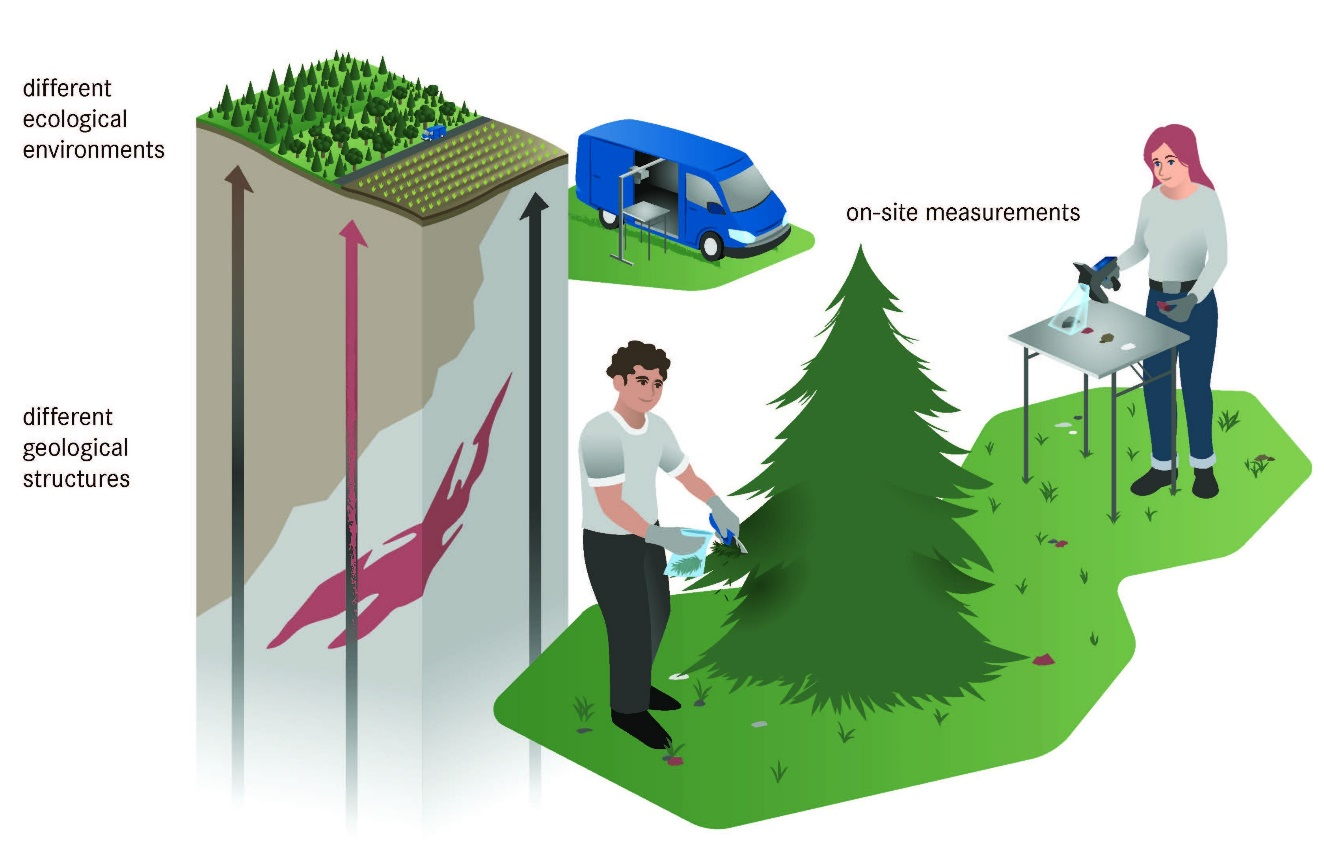 different
ecological
environments
on-site measurements
different
geological
structures